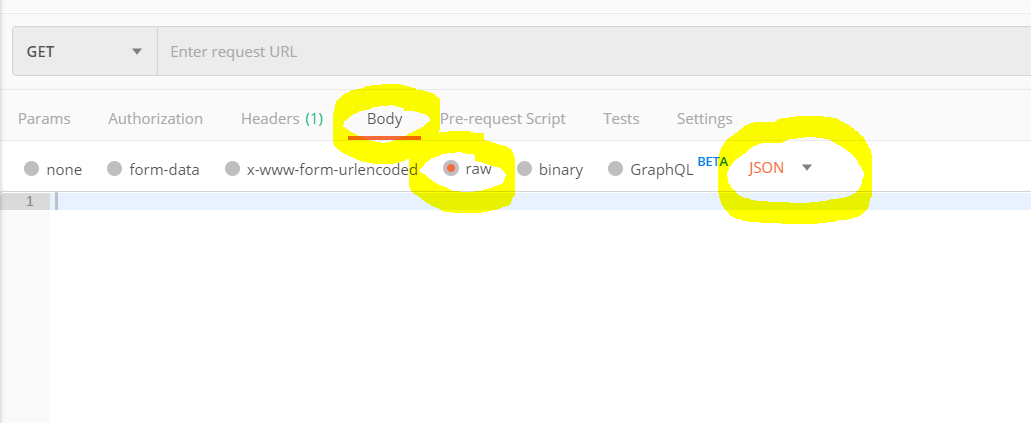 GET Enter request URL
Params Authorization Headers (1) Body Pre-request Script Tests Settings
none form-data x-www-form-urlencoded raw binary GraphQL BETA JSON
1